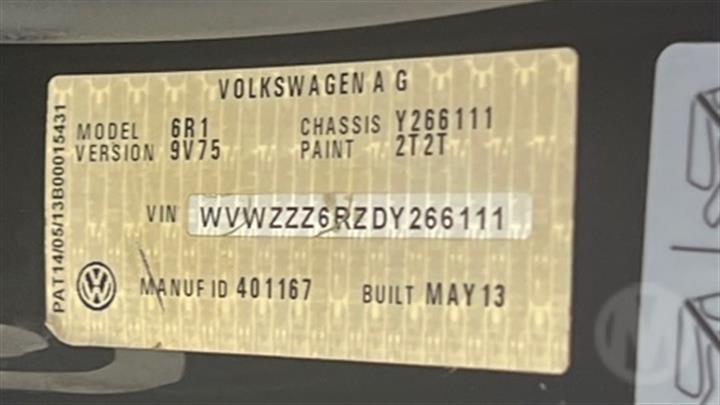 VOLKSWAGEN A G
MODEL 6R1 CHASSIS Y266111
VERSION 9V75 PAINT 2T2T
VIN WVWZZZ6RZDY266111
MANUF ID 401167 BUILT MAY 13
PAT14/05/13B00015431